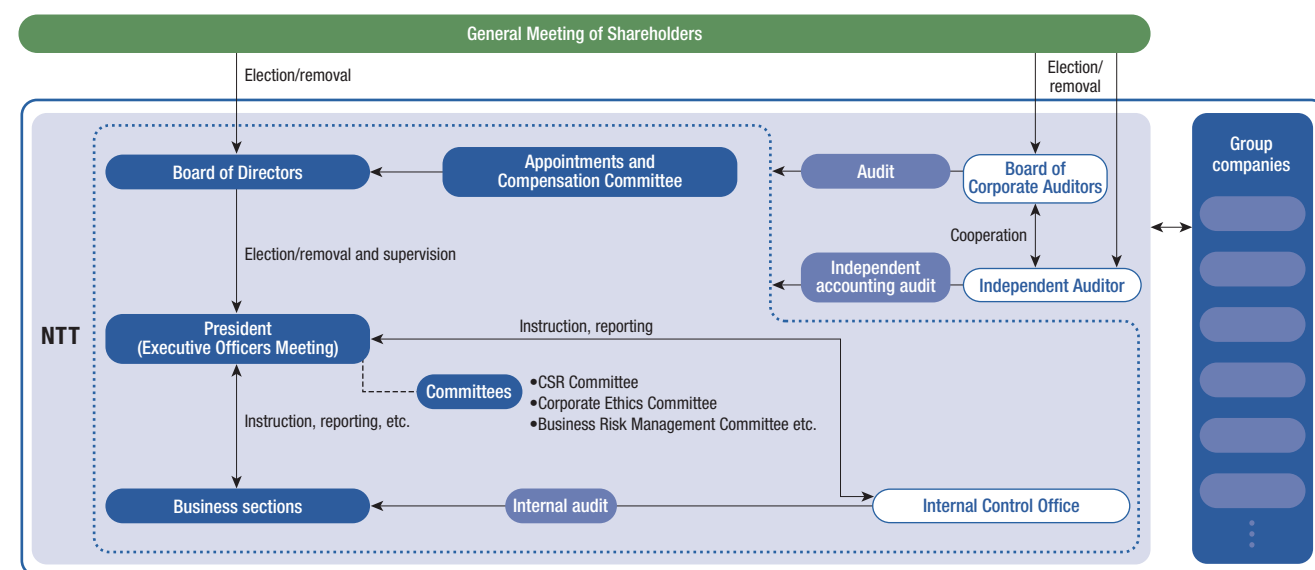 General Meeting of Shareholders
Election/removal
Election/
removal
Board of Directors
Appointments and
Compensation Committee
Audit
Board of
Corporate Auditors
Group
companies
Cooperation
Election/removal and supervision
Independent
accounting audit
Independent Auditor
NTT
President
(Executive Officers Meeting)
Instruction, reporting
Committees
•CSR Committee
•Corporate Ethics Committee
•Business Risk Management Committee etc.
Instruction, reporting, etc.
Business sections
Internal audit
Internal Control Office